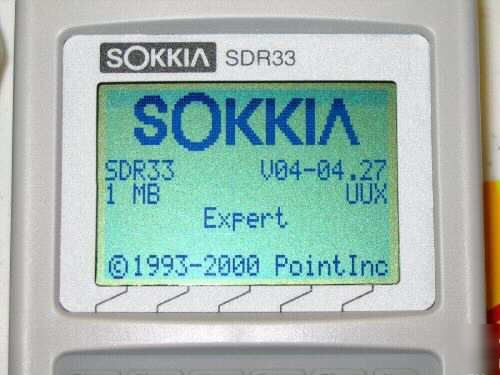 SOKKIA SDR33
SOKKIA
SDR33 V04-04.27
1 MB UUX
Expert
©1993-2000 PointInc